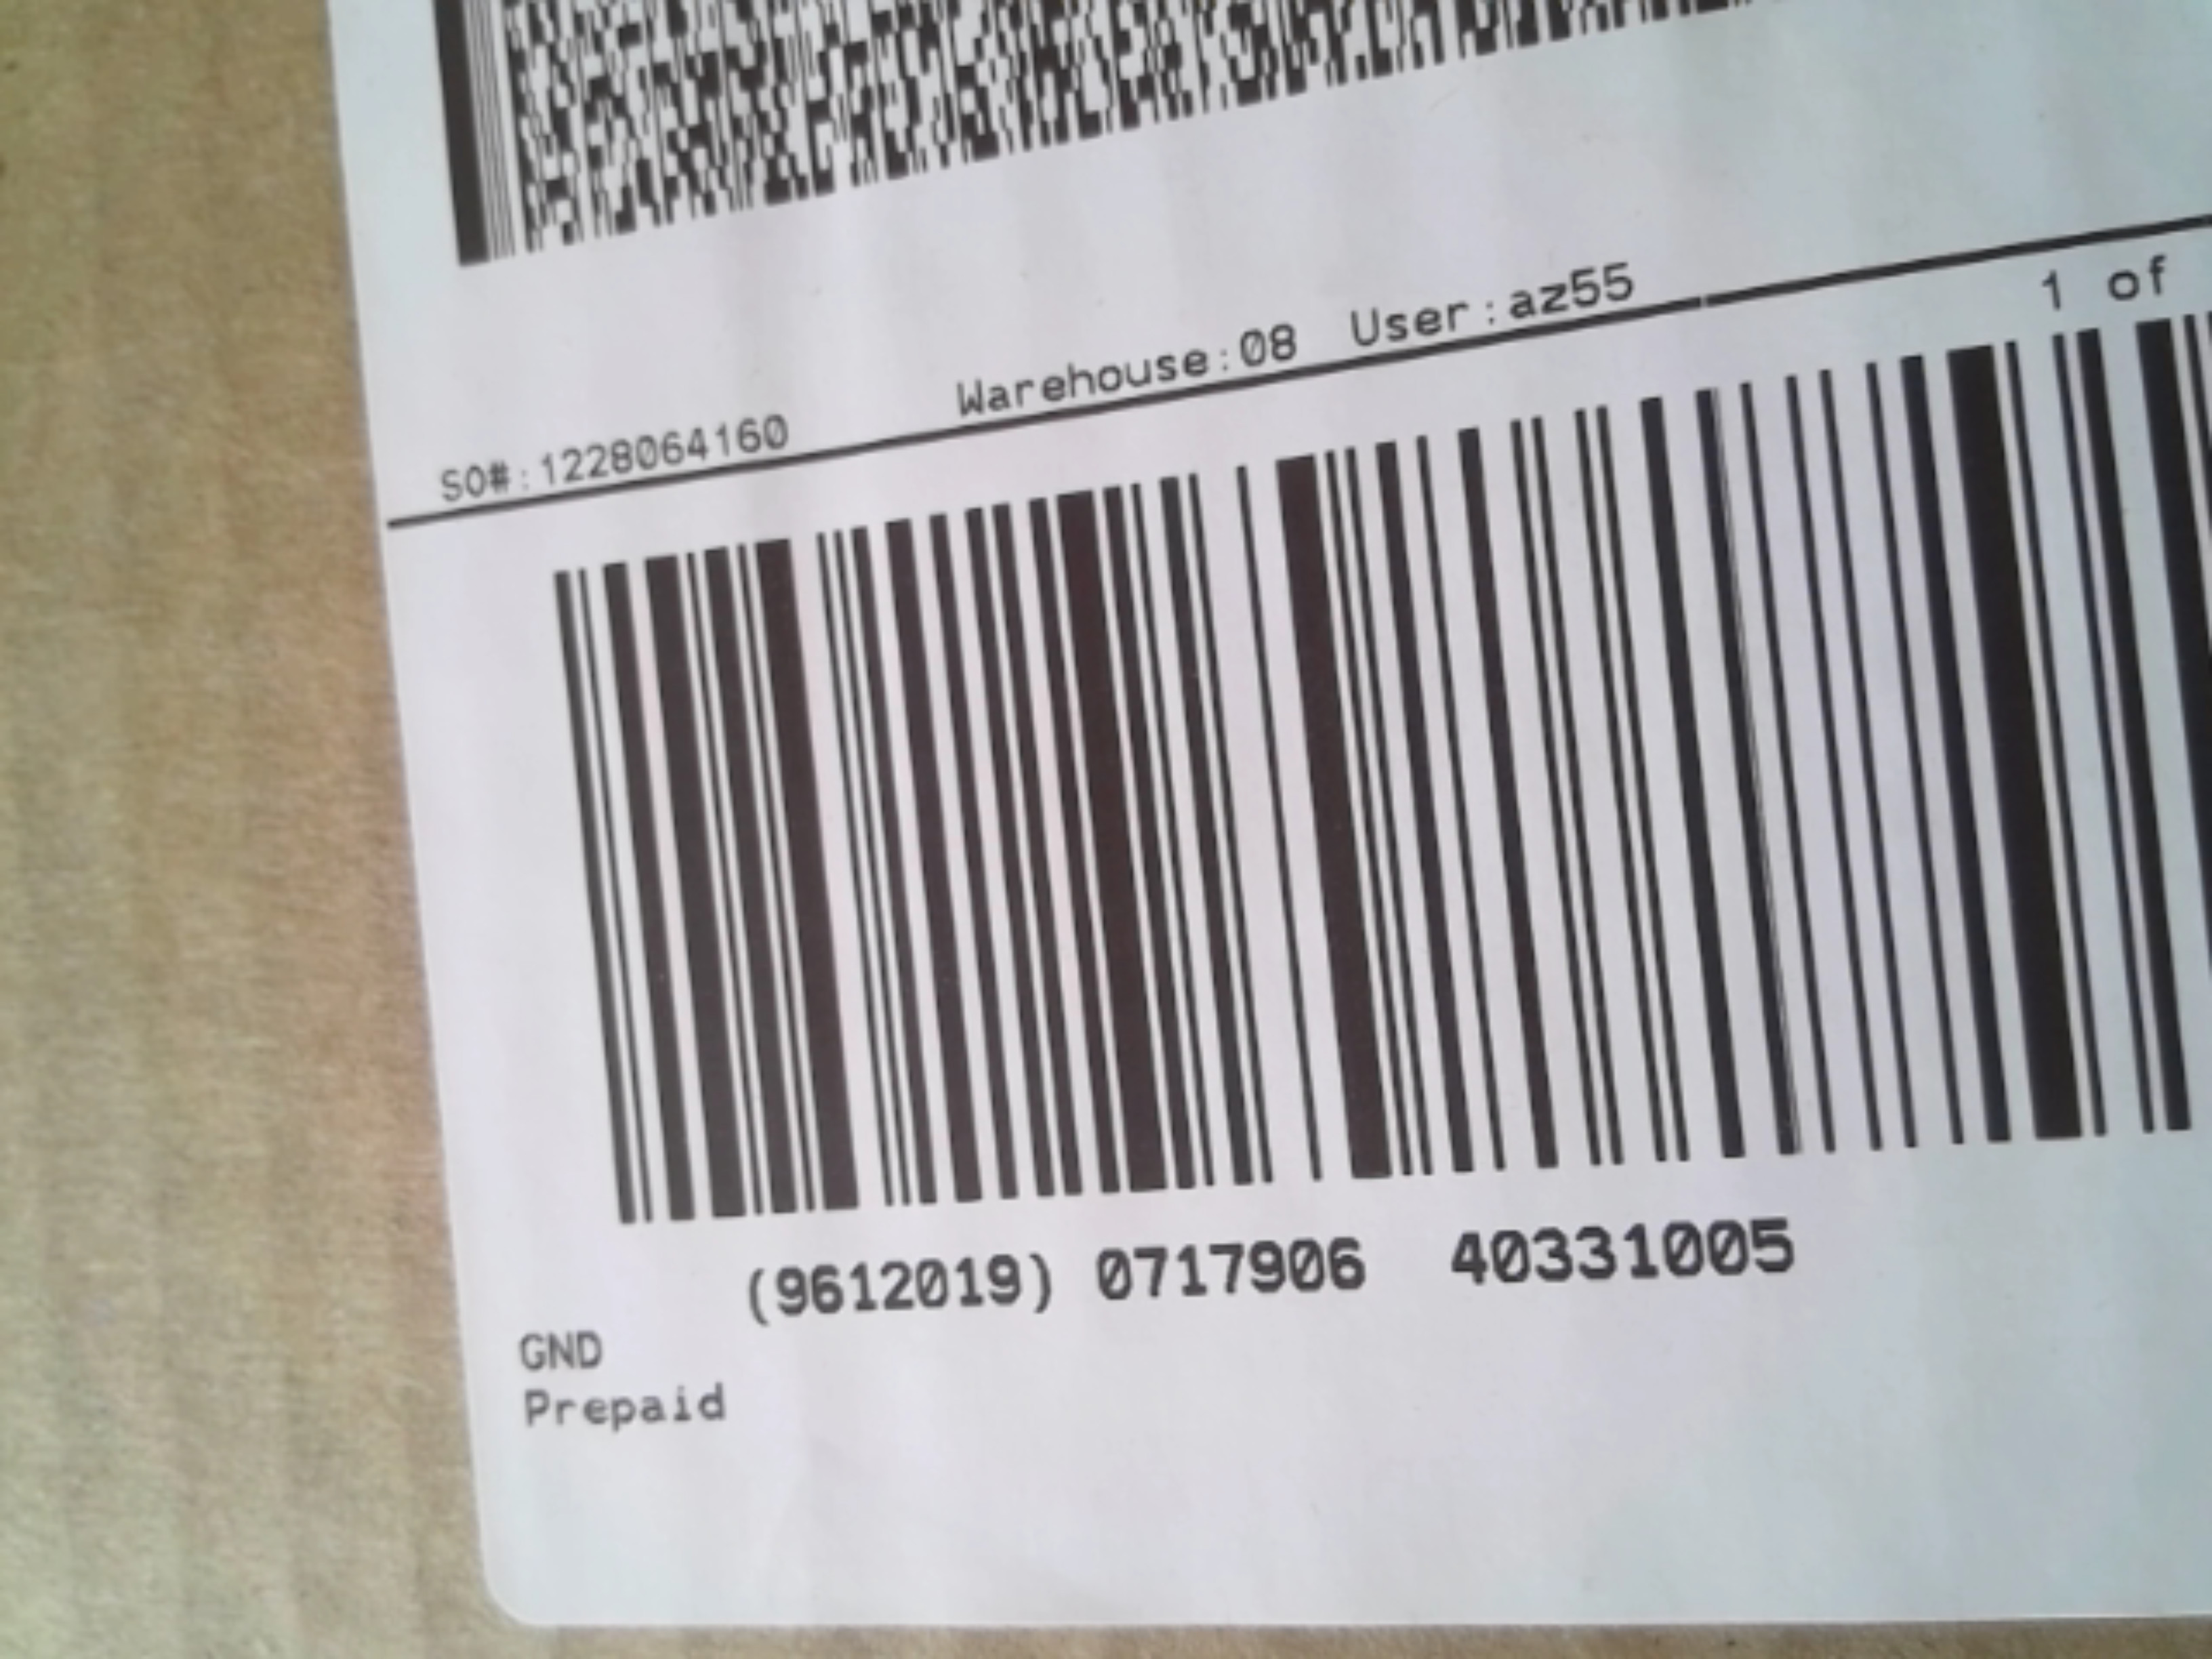 SO#:1228064160 Warehouse:08 User:az55 1 of
(9612019) 0717906 40331005
GND
Prepaid